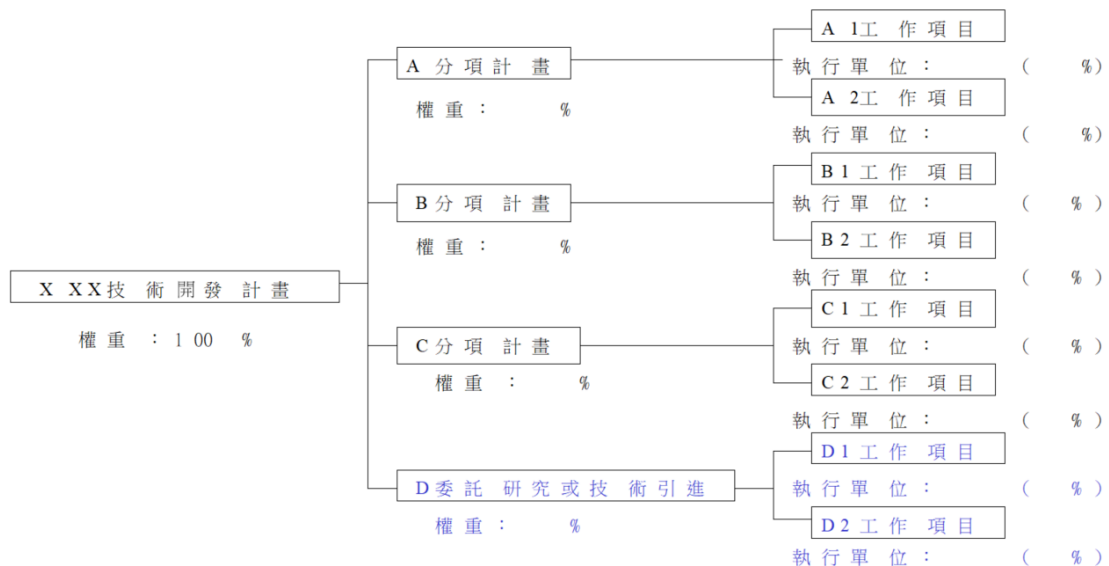 XXX技術開發計畫
權重：100 %
A 分項計畫
權重： %
A 1工作項目
執行單位： ( %)
A 2工作項目
執行單位： ( %)
B分項計畫
權重： %
B1工作項目
執行單位： ( %)
B2工作項目
執行單位： ( %)
C分項計畫
權重： %
C1工作項目
執行單位： ( %)
C2工作項目
執行單位： ( %)
D委託研究或技術引進
權重： %
D1工作項目
執行單位： ( %)
D2工作項目
執行單位： ( %)